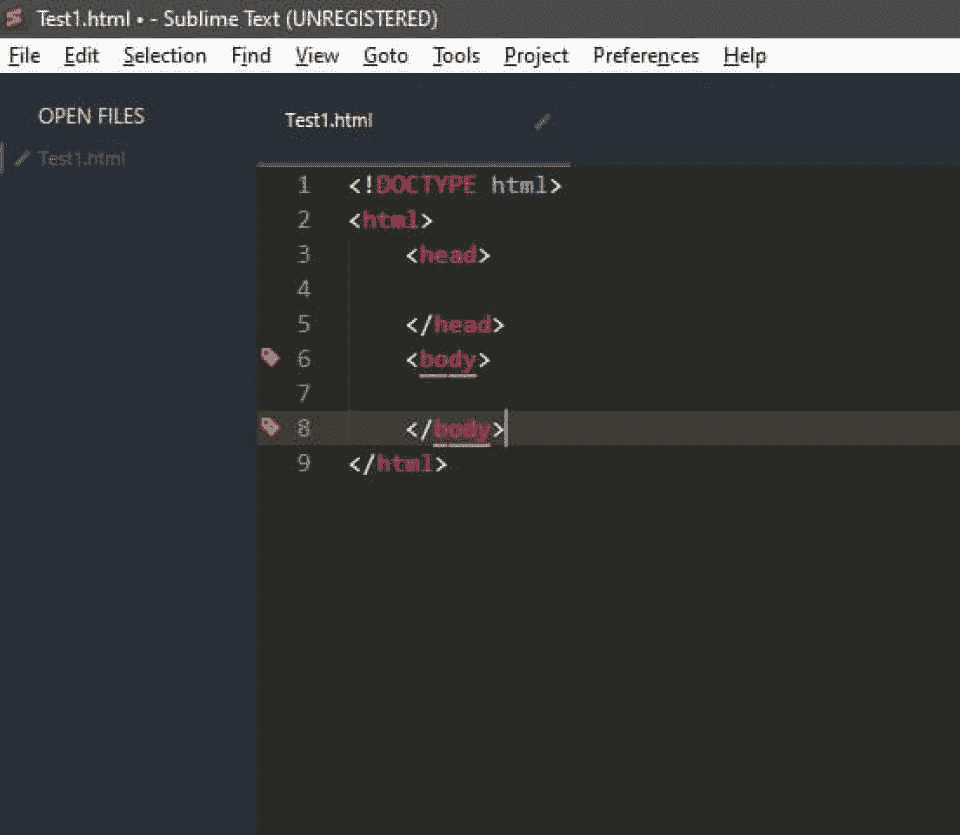 Test1.html • - Sublime Text (UNREGISTERED)
File Edit Selection Find View Goto Tools Project Preferences Help
OPEN FILES
Test1.html
Test1.html
1 <!DOCTYPE html>
2 <html>
3 <head>
4
5 </head>
6 <body>
7
8 </body>
9 </html>